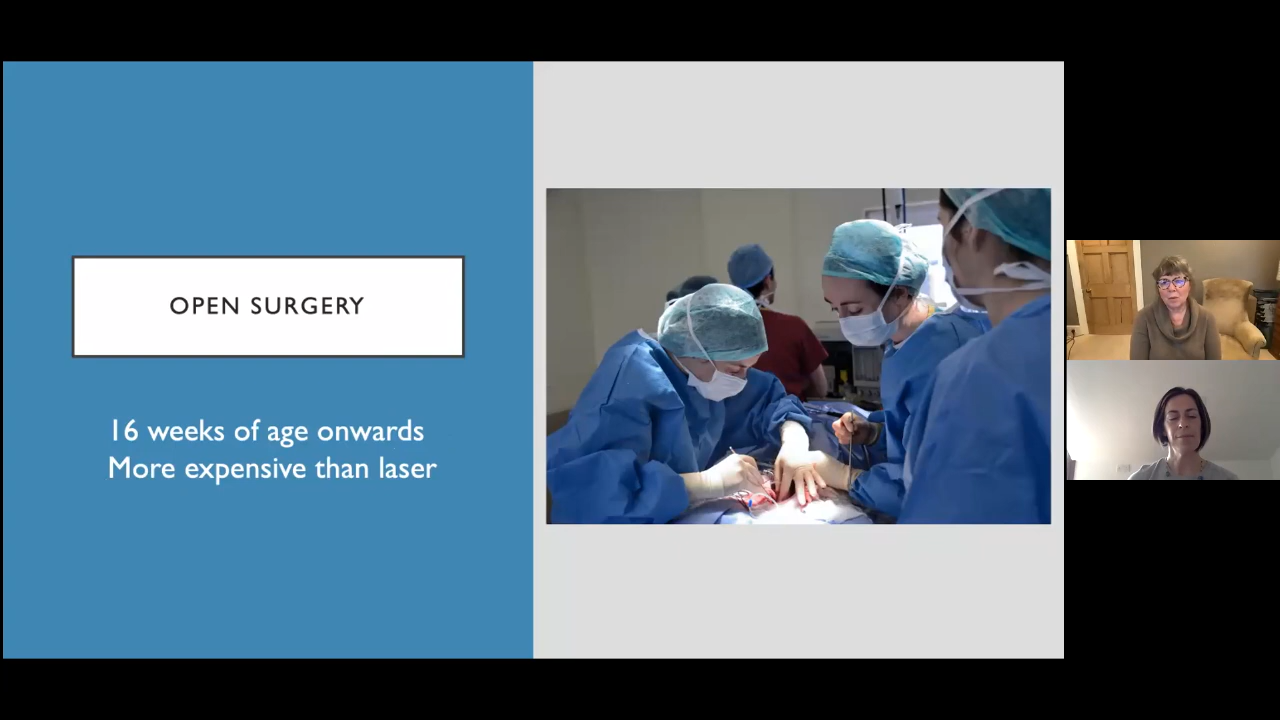 OPEN SURGERY
16 weeks of age onwards
More expensive than laser